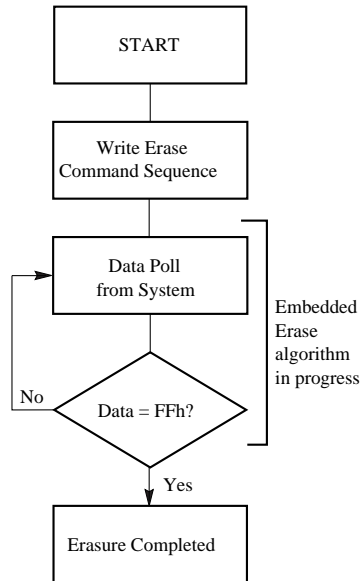 START
Write Erase
Command Sequence
Data Poll
from System
Embedded
Erase
algorithm
in progress
Data = FFh?
No
Yes
Erasure Completed